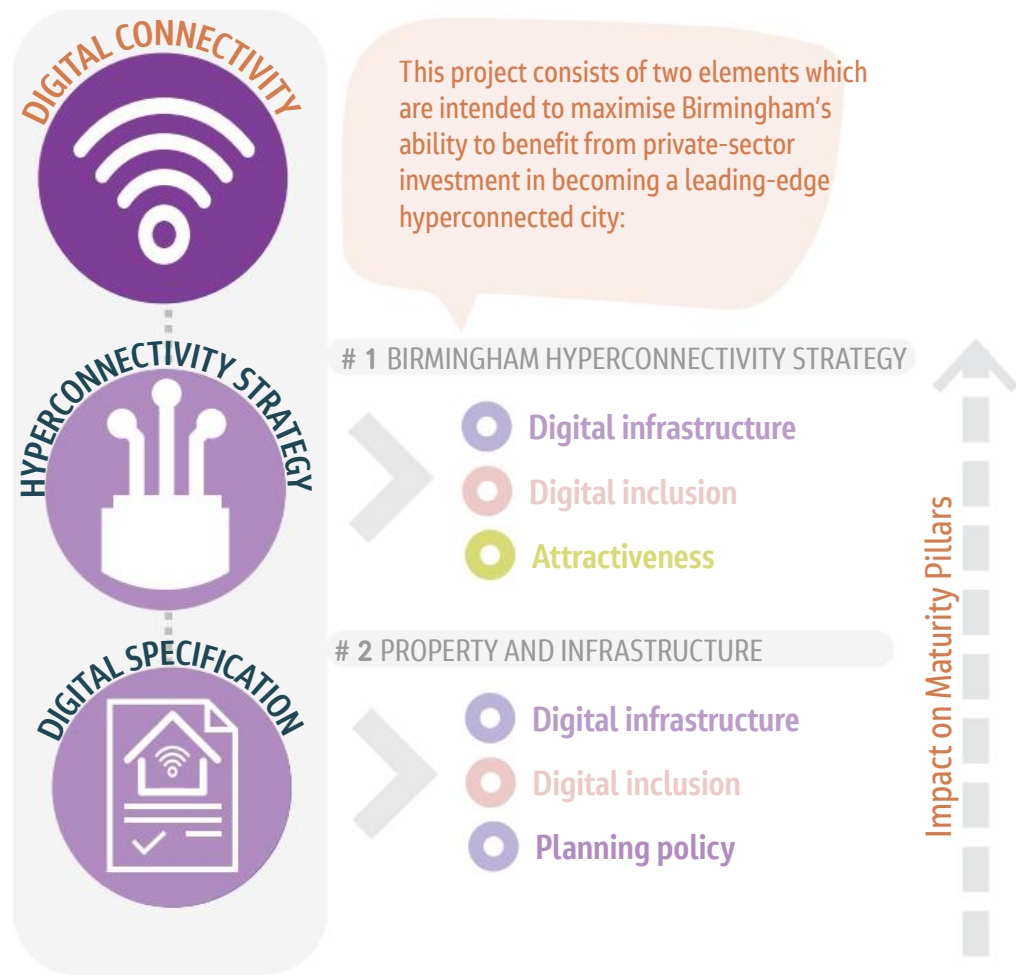 DIGITAL CONNECTIVITY
This project consists of two elements which
are intended to maximise Birmingham's
ability to benefit from private-sector
investment in becoming a leading-edge
hyperconnected city:
HYPERCONNECTIVITY STRATEGY
# 1 BIRMINGHAM HYPERCONNECTIVITY STRATEGY
Digital infrastructure
Digital inclusion
Attractiveness
DIGITAL SPECIFICATION
# 2 PROPERTY AND INFRASTRUCTURE
Digital infrastructure
Digital inclusion
Planning policy
Impact on Maturity Pillars